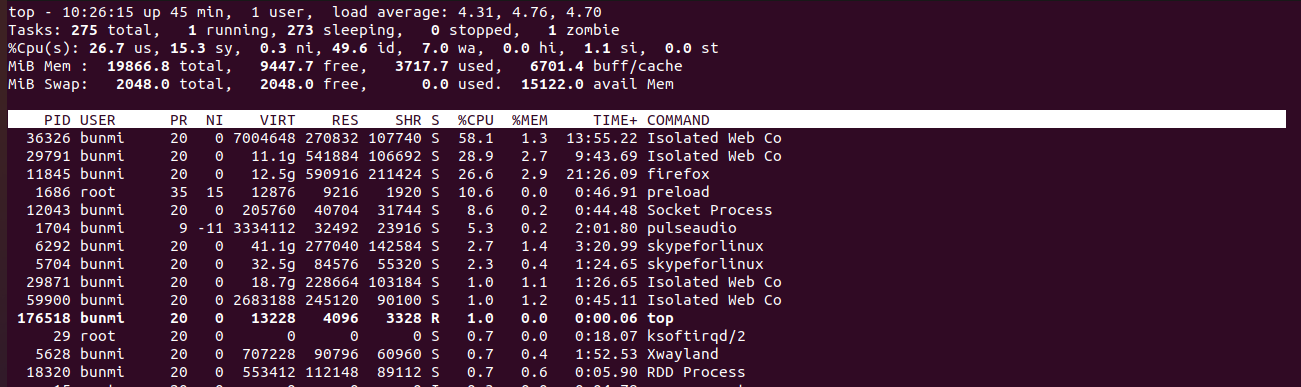 top - 10:26:15 up 45 min,  1 user,  load average: 4.31, 4.76, 4.70
Tasks: 275 total,   1 running, 273 sleeping,   0 stopped,   1 zombie
%Cpu(s): 26.7 us, 15.3 sy,  0.3 ni, 49.6 id,  7.0 wa,  0.0 hi,  1.1 si,  0.0 st
MiB Mem :  19866.8 total,   9447.7 free,   3717.7 used,   6701.4 buff/cache
MiB Swap:   2048.0 total,   2048.0 free,      0.0 used.  15122.0 avail Mem
PID USER      PR  NI    VIRT    RES    SHR S  %CPU  %MEM     TIME+ COMMAND
36326 bunmi     20   0 7004648 270832 107740 S  58.1   1.3  13:55.22 Isolated Web Co
29791 bunmi     20   0   11.1g 541884 106692 S  28.9   2.7   9:43.69 Isolated Web Co
11845 bunmi     20   0   12.5g 590916 211424 S  26.6   2.9  21:26.09 firefox
1686 root      35  15   12876   9216   1920 S  10.6   0.0   0:46.91 preload
12043 bunmi     20   0  205760  40704  31744 S   8.6   0.2   0:44.48 Socket Process
1704 bunmi      9 -11 3334112  32492  23916 S   5.3   0.2   2:01.80 pulseaudio
6292 bunmi     20   0   41.1g 277040 142584 S   2.7   1.4   3:20.99 skypeforlinux
5704 bunmi     20   0   32.5g  84576  55320 S   2.3   0.4   1:24.65 skypeforlinux
29871 bunmi     20   0   18.7g 228664 103184 S   1.0   1.1   1:26.65 Isolated Web Co
59900 bunmi     20   0 2683188 245120  90100 S   1.0   1.2   0:45.11 Isolated Web Co
176518 bunmi     20   0   13228   4096   3328 R   1.0   0.0   0:00.06 top
29 root      20   0       0      0      0 S   0.7   0.0   0:18.07 ksoftirqd/2
5628 bunmi     20   0  707228  90796  60960 S   0.7   0.4   1:52.53 Xwayland
18320 bunmi     20   0  553412 112148  89112 S   0.7   0.6   0:05.90 RDD Process